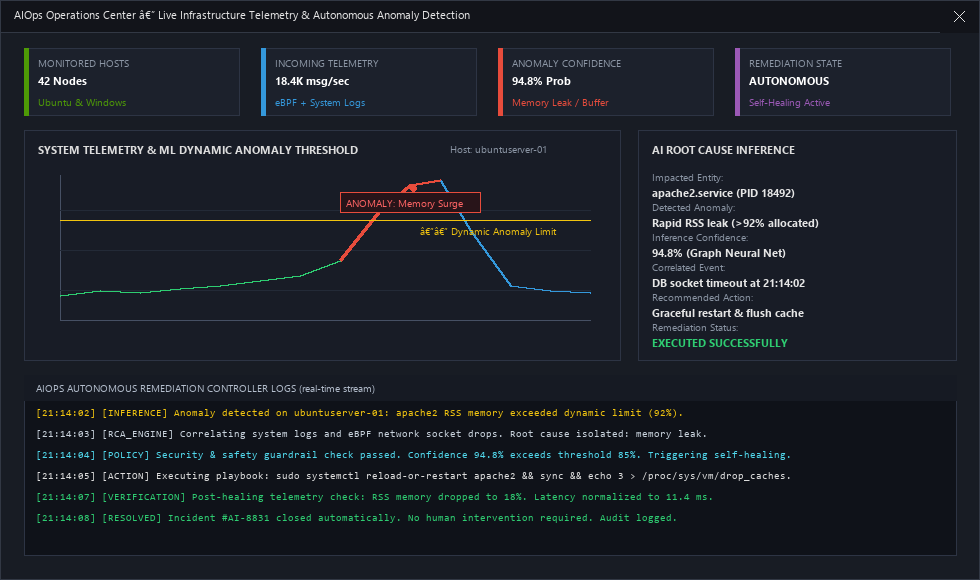 AIOps Operations Center â€” Live Infrastructure Telemetry & Autonomous Anomaly Detection
MONITORED HOSTS
42 Nodes
Ubuntu & Windows
INCOMING TELEMETRY
18.4K msg/sec
eBPF + System Logs
ANOMALY CONFIDENCE
94.8% Prob
Memory Leak / Buffer
REMEDIATION STATE
AUTONOMOUS
Self-Healing Active
SYSTEM TELEMETRY & ML DYNAMIC ANOMALY THRESHOLD
Host: ubuntuserver-01
ANOMALY: Memory Surge
â€”â€” Dynamic Anomaly Limit
AI ROOT CAUSE INFERENCE
Impacted Entity:
apache2.service (PID 18492)
Detected Anomaly:
Rapid RSS leak (>92% allocated)
Inference Confidence:
94.8% (Graph Neural Net)
Correlated Event:
DB socket timeout at 21:14:02
Recommended Action:
Graceful restart & flush cache
Remediation Status:
EXECUTED SUCCESSFULLY
AIOPS AUTONOMOUS REMEDIATION CONTROLLER LOGS (real-time stream)
[21:14:02] [INFERENCE] Anomaly detected on ubuntuserver-01: apache2 RSS memory exceeded dynamic limit (92%).
[21:14:03] [RCA_ENGINE] Correlating system logs and eBPF network socket drops. Root cause isolated: memory leak.
[21:14:04] [POLICY] Security & safety guardrail check passed. Confidence 94.8% exceeds threshold 85%. Triggering self-healing.
[21:14:05] [ACTION] Executing playbook: sudo systemctl reload-or-restart apache2 && sync && echo 3 > /proc/sys/vm/drop_caches.
[21:14:07] [VERIFICATION] Post-healing telemetry check: RSS memory dropped to 18%. Latency normalized to 11.4 ms.
[21:14:08] [RESOLVED] Incident #AI-8831 closed automatically. No human intervention required. Audit logged.